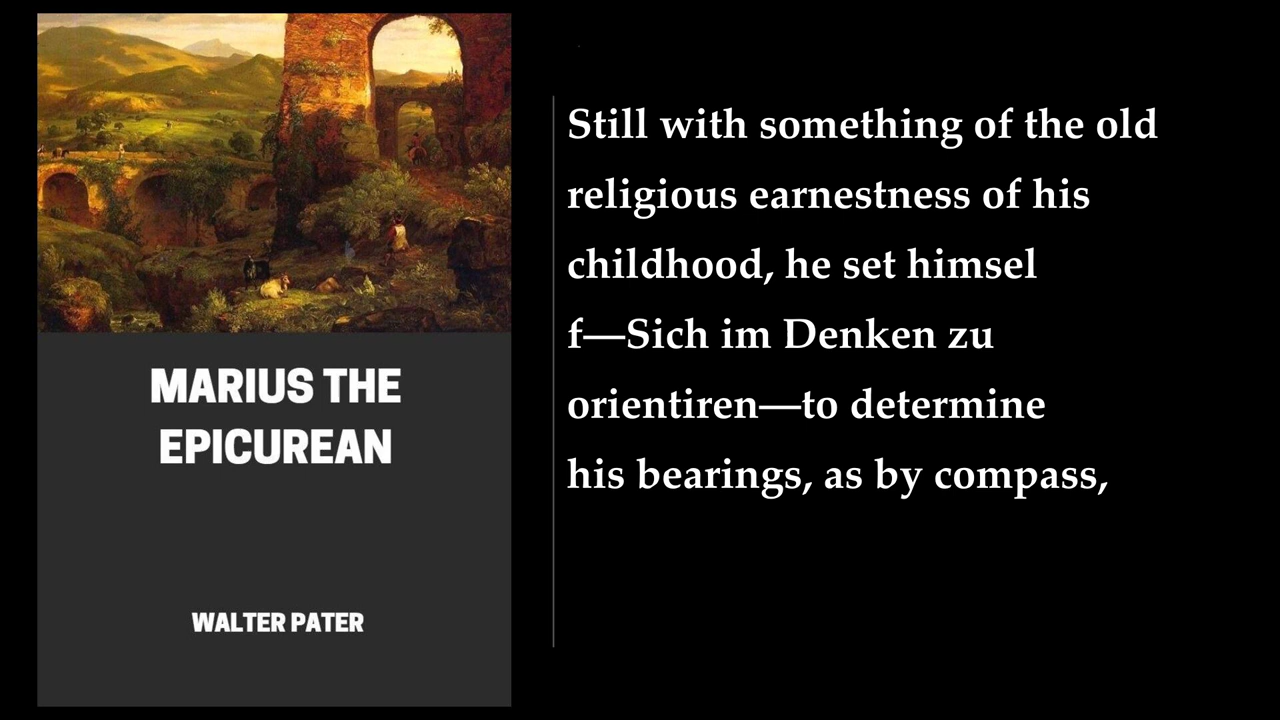 MARIUS THE
EPICUREAN
WALTER PATER
Still with something of the old
religious earnestness of his
childhood, he set himsel
f—Sich im Denken zu
orientiren—to determine
his bearings, as by compass,